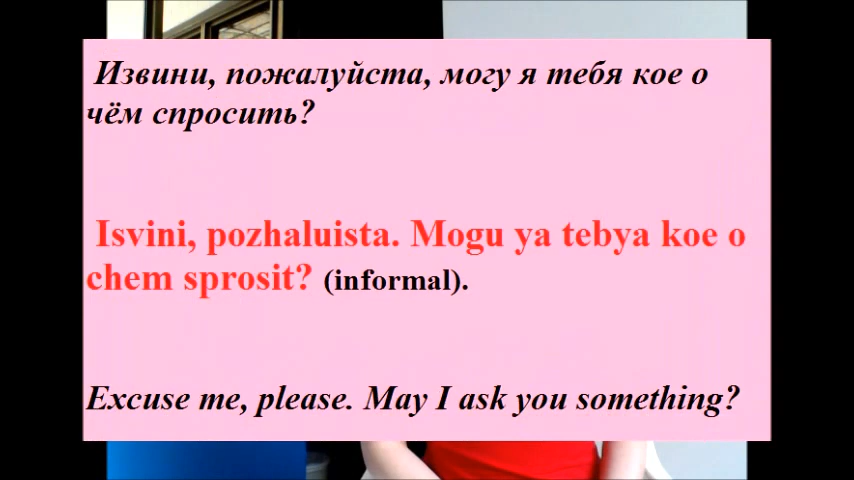 Извини, пожалуйста, могу я тебя кое о
чём спросить?
Isvini, pozhaluista. Mogu ya tebya koe o
chem sprosit? (informal).
Excuse me, please. May I ask you something?